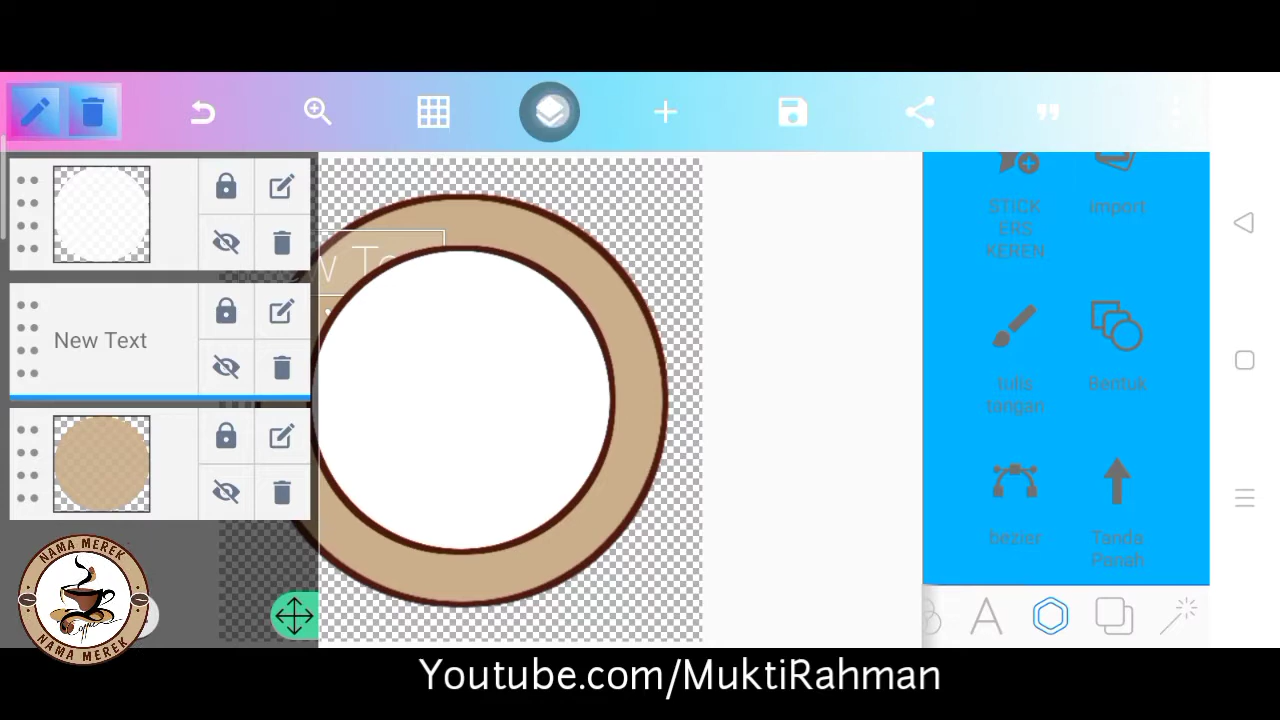 New Text
STICK
ERS
KEREN
Import
tulis
tangan
Bentuk
bezier
Tanda
Panah
NAMA MEREK
Coffee
NAMA MEREK
Youtube.com/MuktiRahman